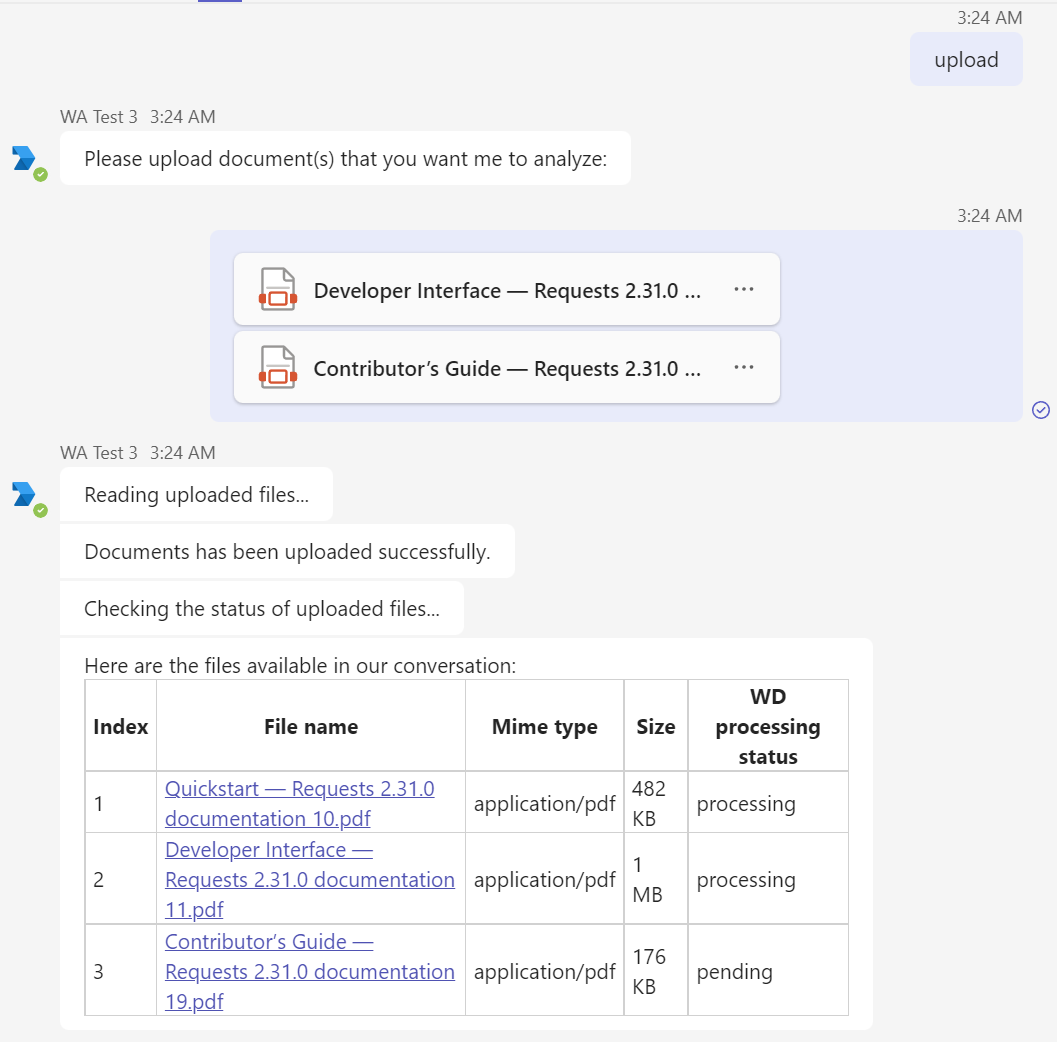 3:24 AM
upload
WA Test 3 3:24 AM
Please upload document(s) that you want me to analyze:
3:24 AM
Developer Interface — Requests 2.31.0 ...
Contributor’s Guide — Requests 2.31.0 ...
WA Test 3 3:24 AM
Reading uploaded files...
Documents has been uploaded successfully.
Checking the status of uploaded files...
Here are the files available in our conversation:
Index File name Mime type Size WD processing status
1 Quickstart — Requests 2.31.0 documentation 10.pdf application/pdf 482 KB processing
2 Developer Interface — Requests 2.31.0 documentation 11.pdf application/pdf 1 MB processing
3 Contributor’s Guide — Requests 2.31.0 documentation 19.pdf application/pdf 176 KB pending